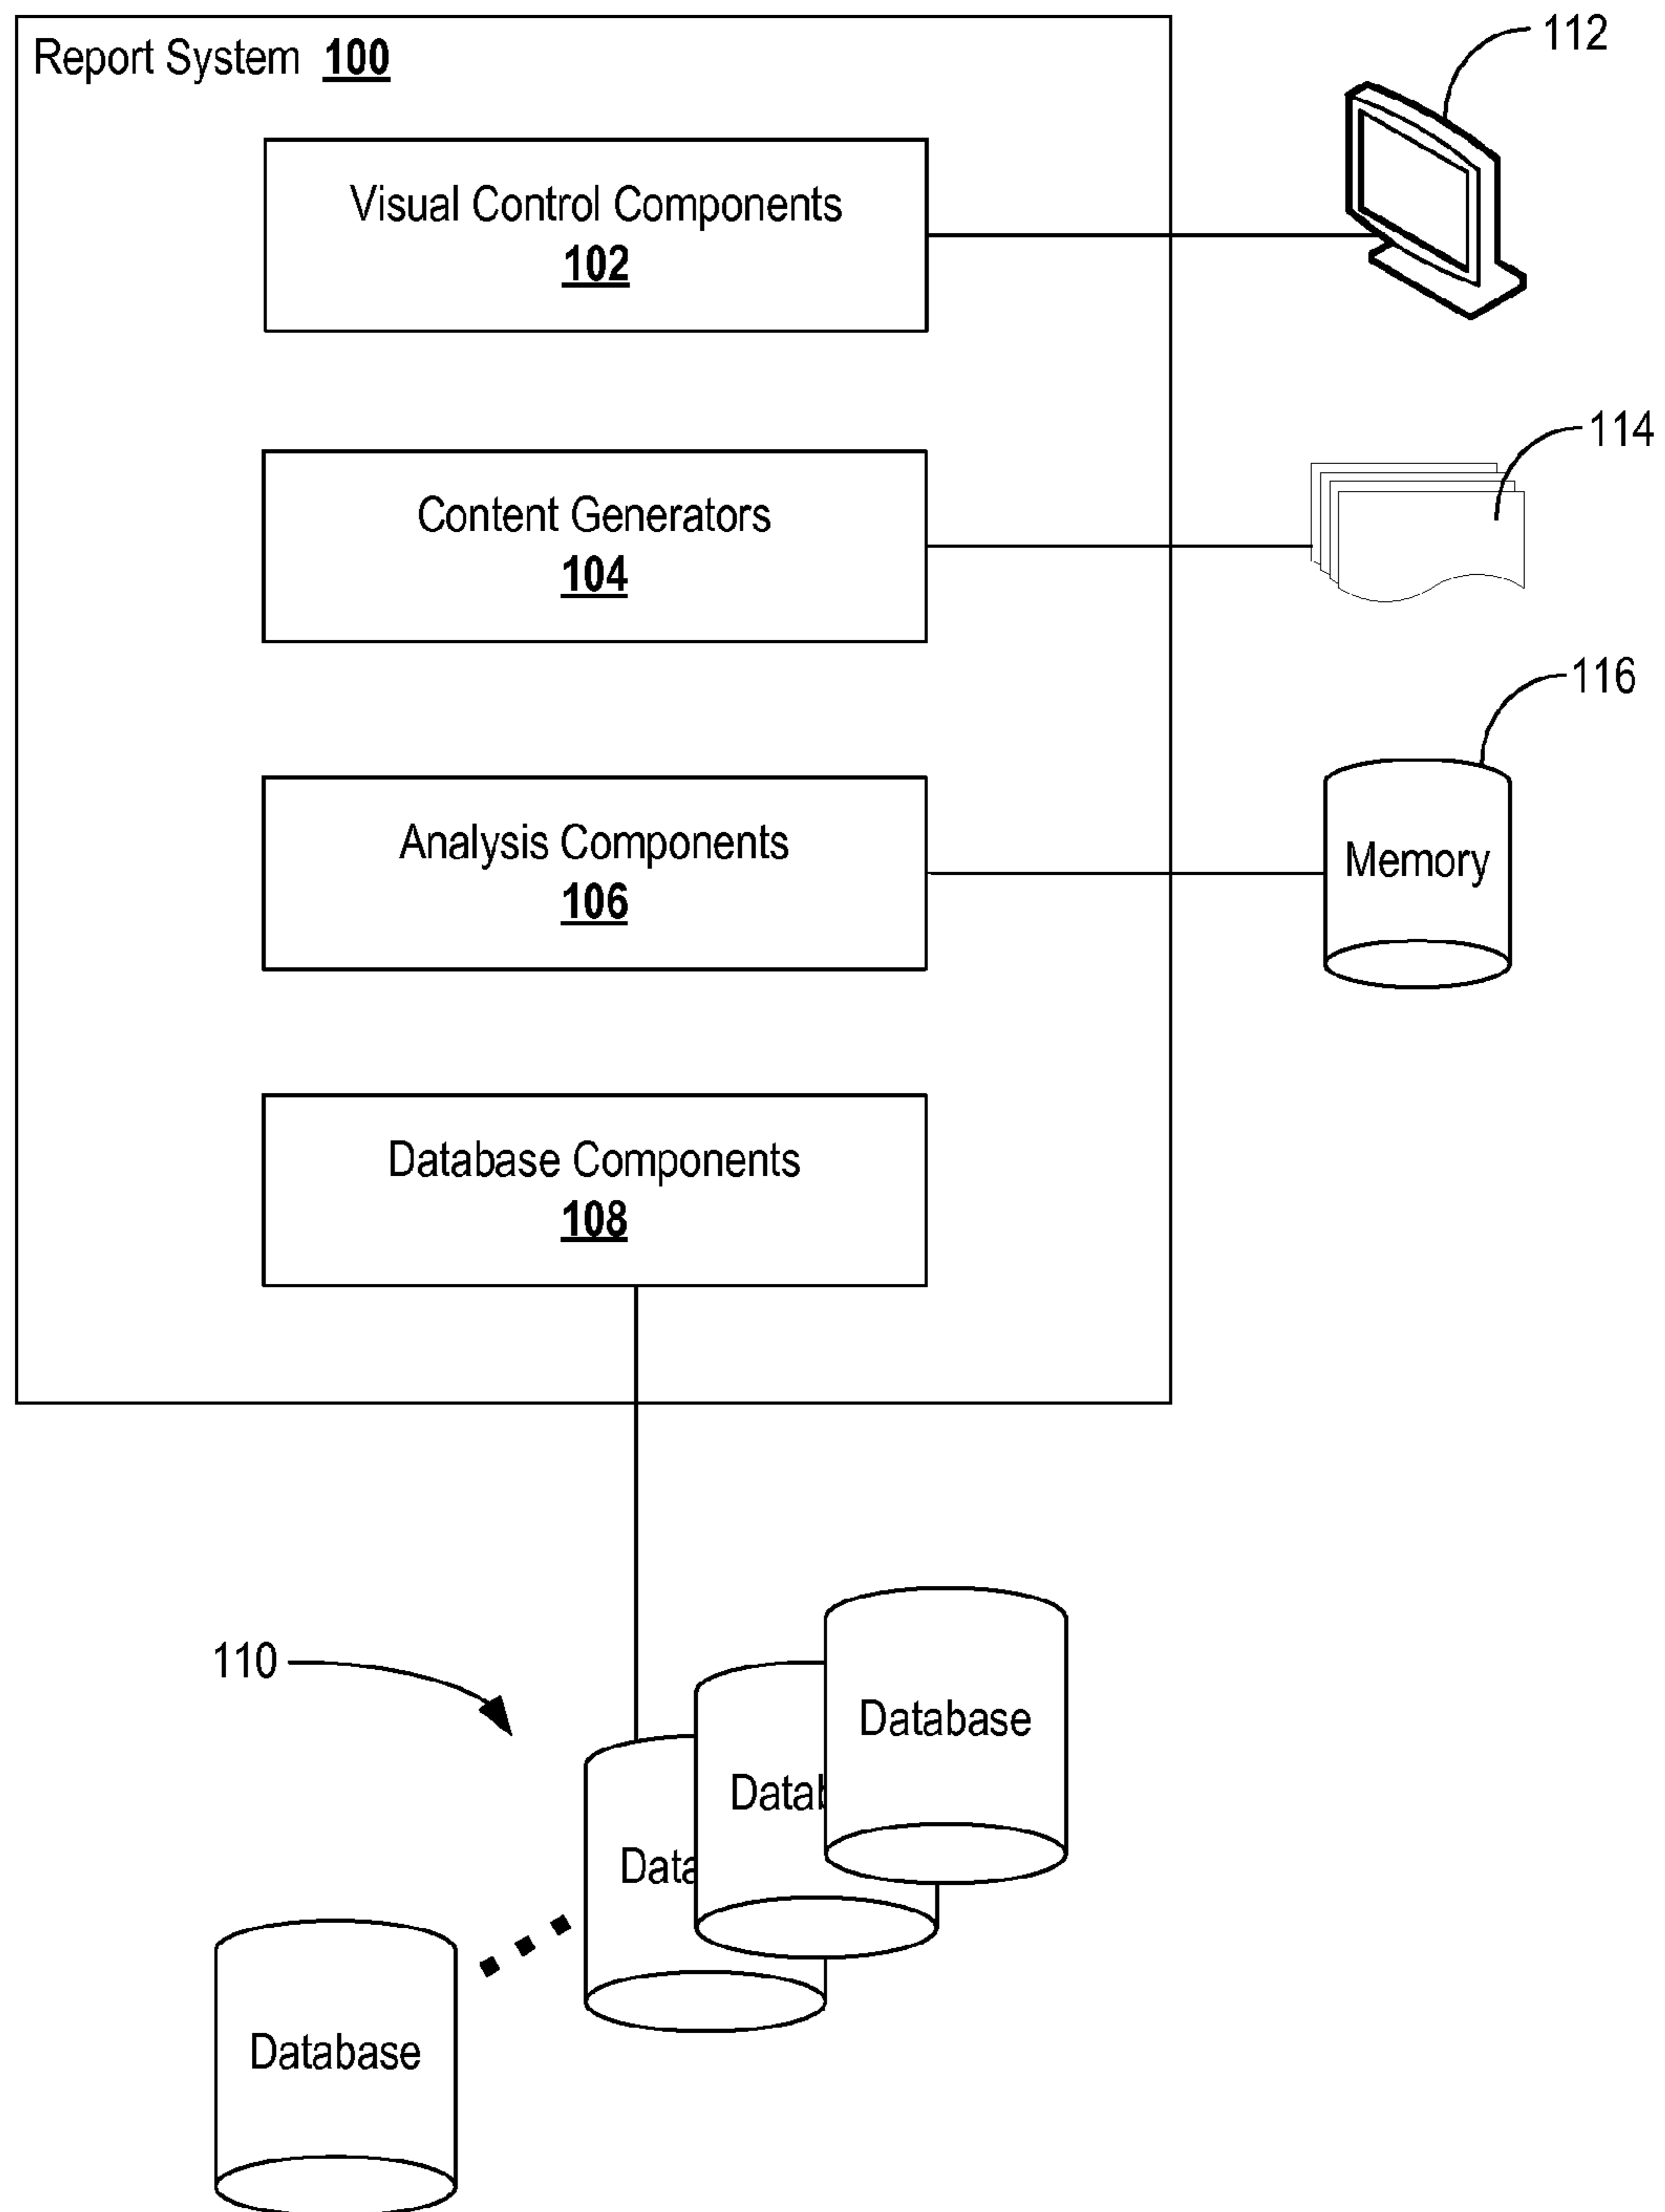 Report System 100
112
Visual Control Components
102
114
Content Generators
104
116
Analysis Components
106
Memory
Database Components
108
110
Database
Datab
Data
Database